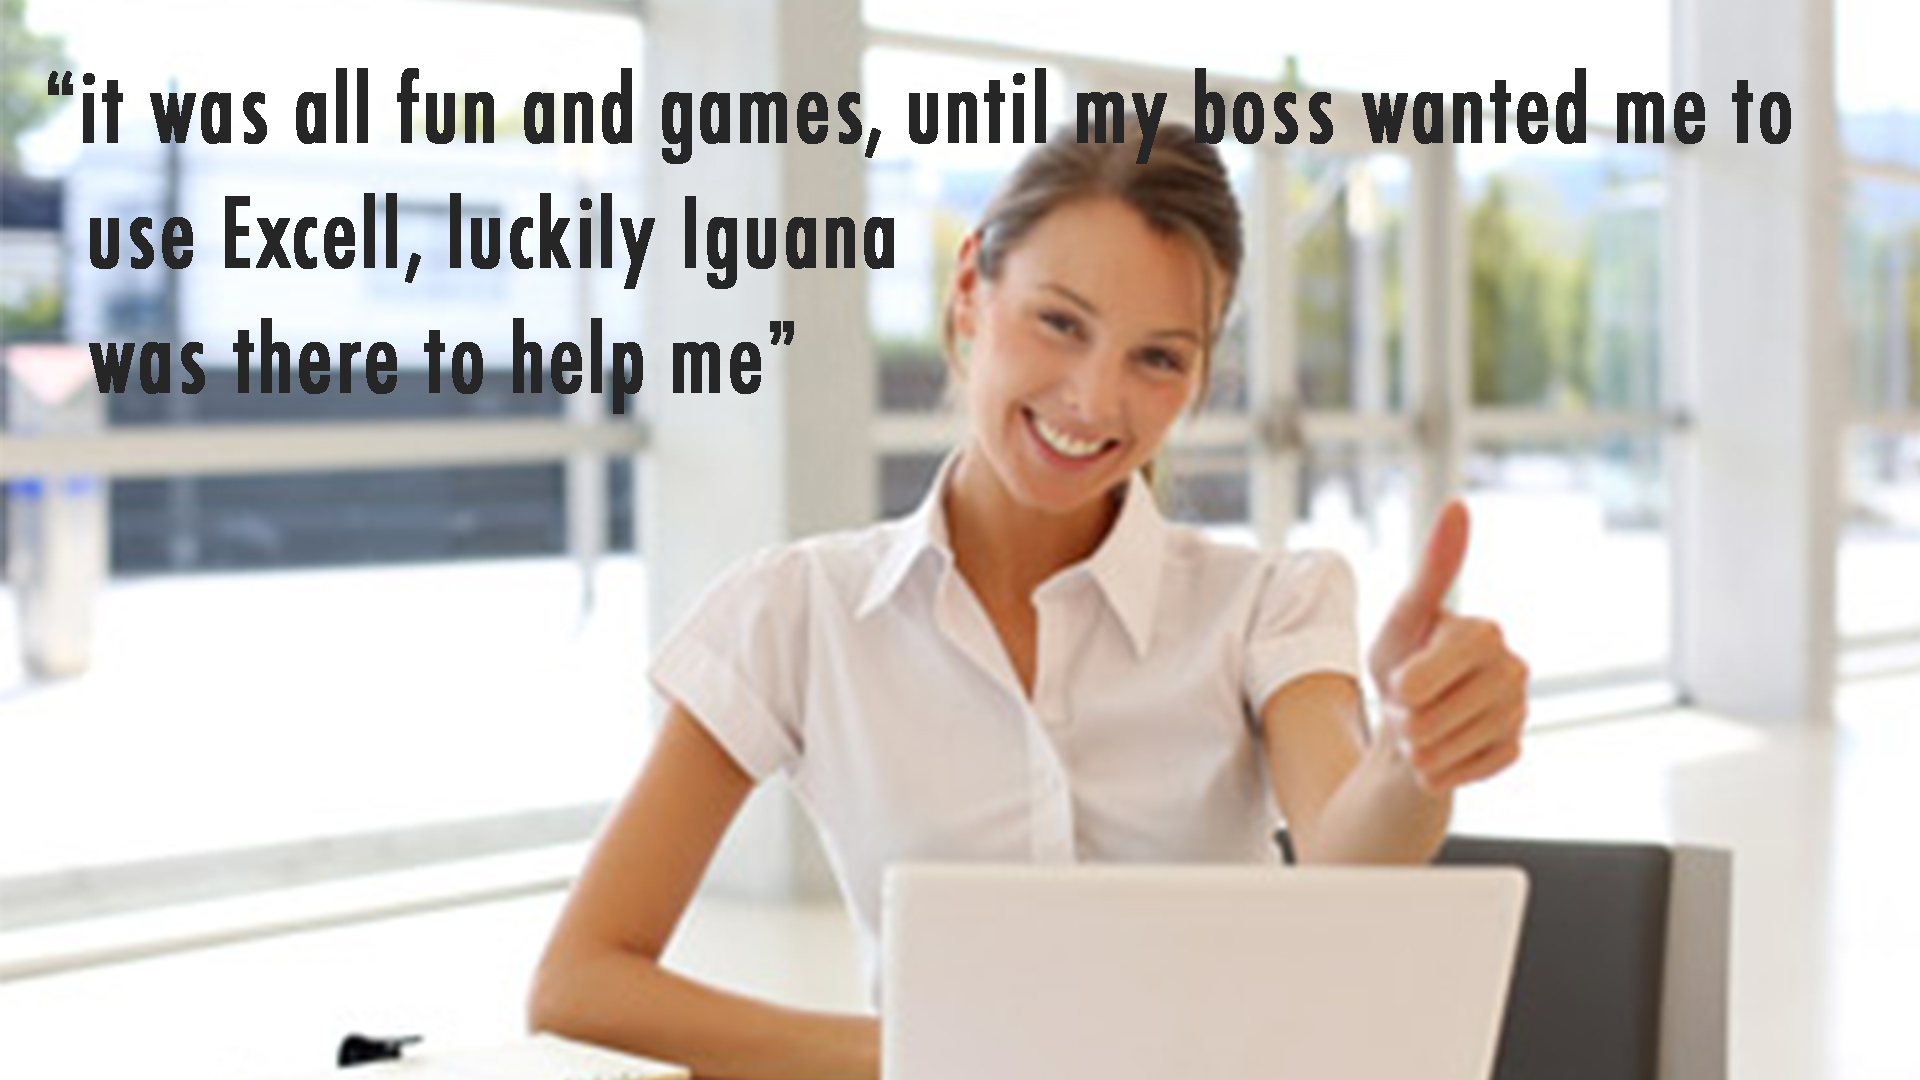 “it was all fun and games, until my boss wanted me to
use Excell, luckily Iguana
was there to help me”